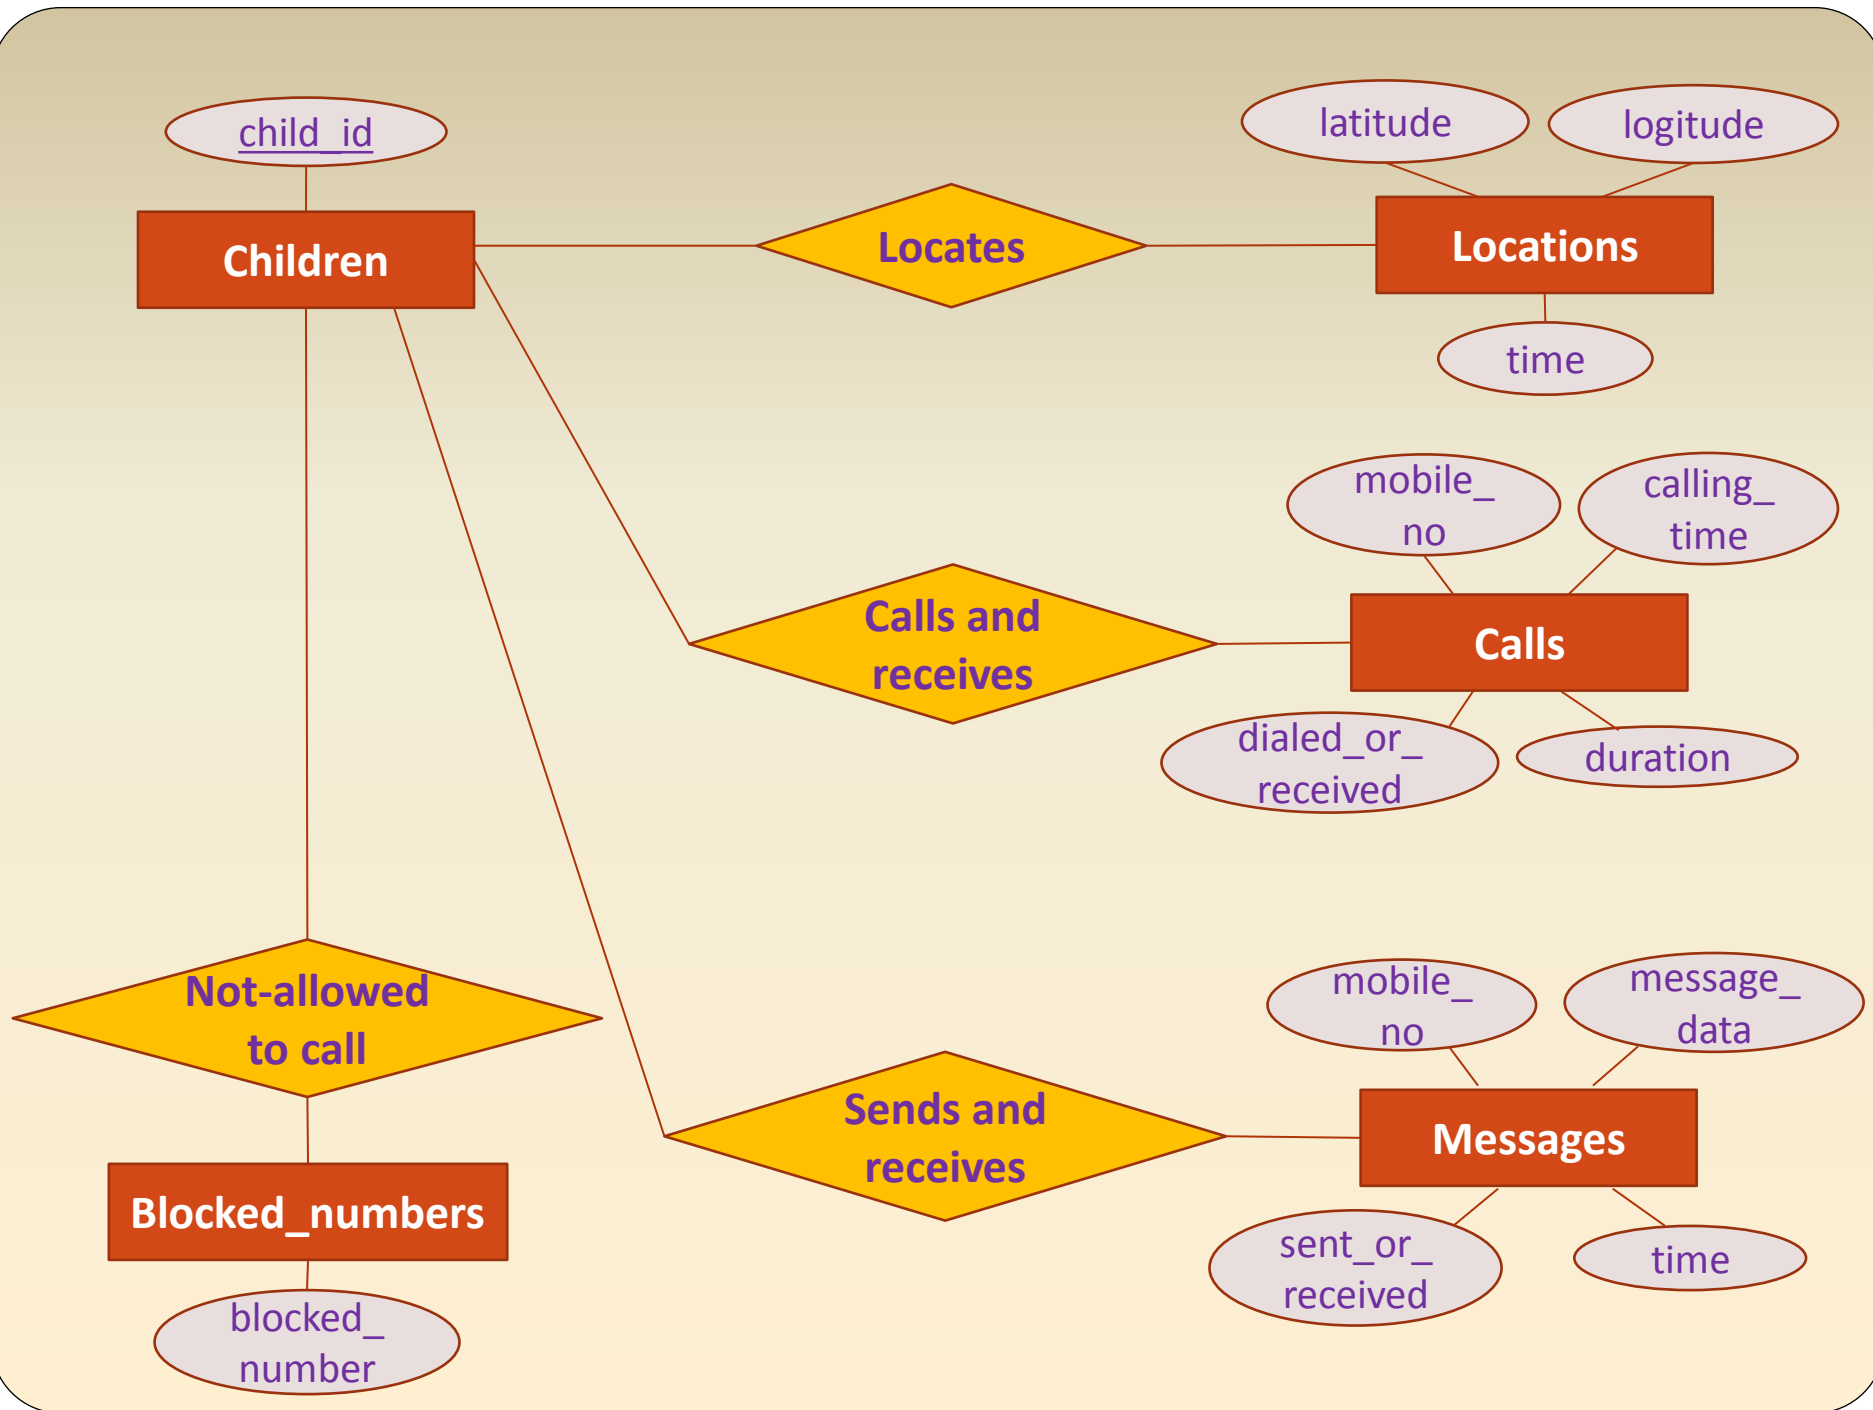 child_id
latitude
logitude
Children
Locates
Locations
time
mobile_
no
calling_
time
Calls and
receives
Calls
dialed_or_
received
duration
Not-allowed
to call
mobile_
no
message_
data
Sends and
receives
Messages
Blocked_numbers
sent_or_
received
time
blocked_
number